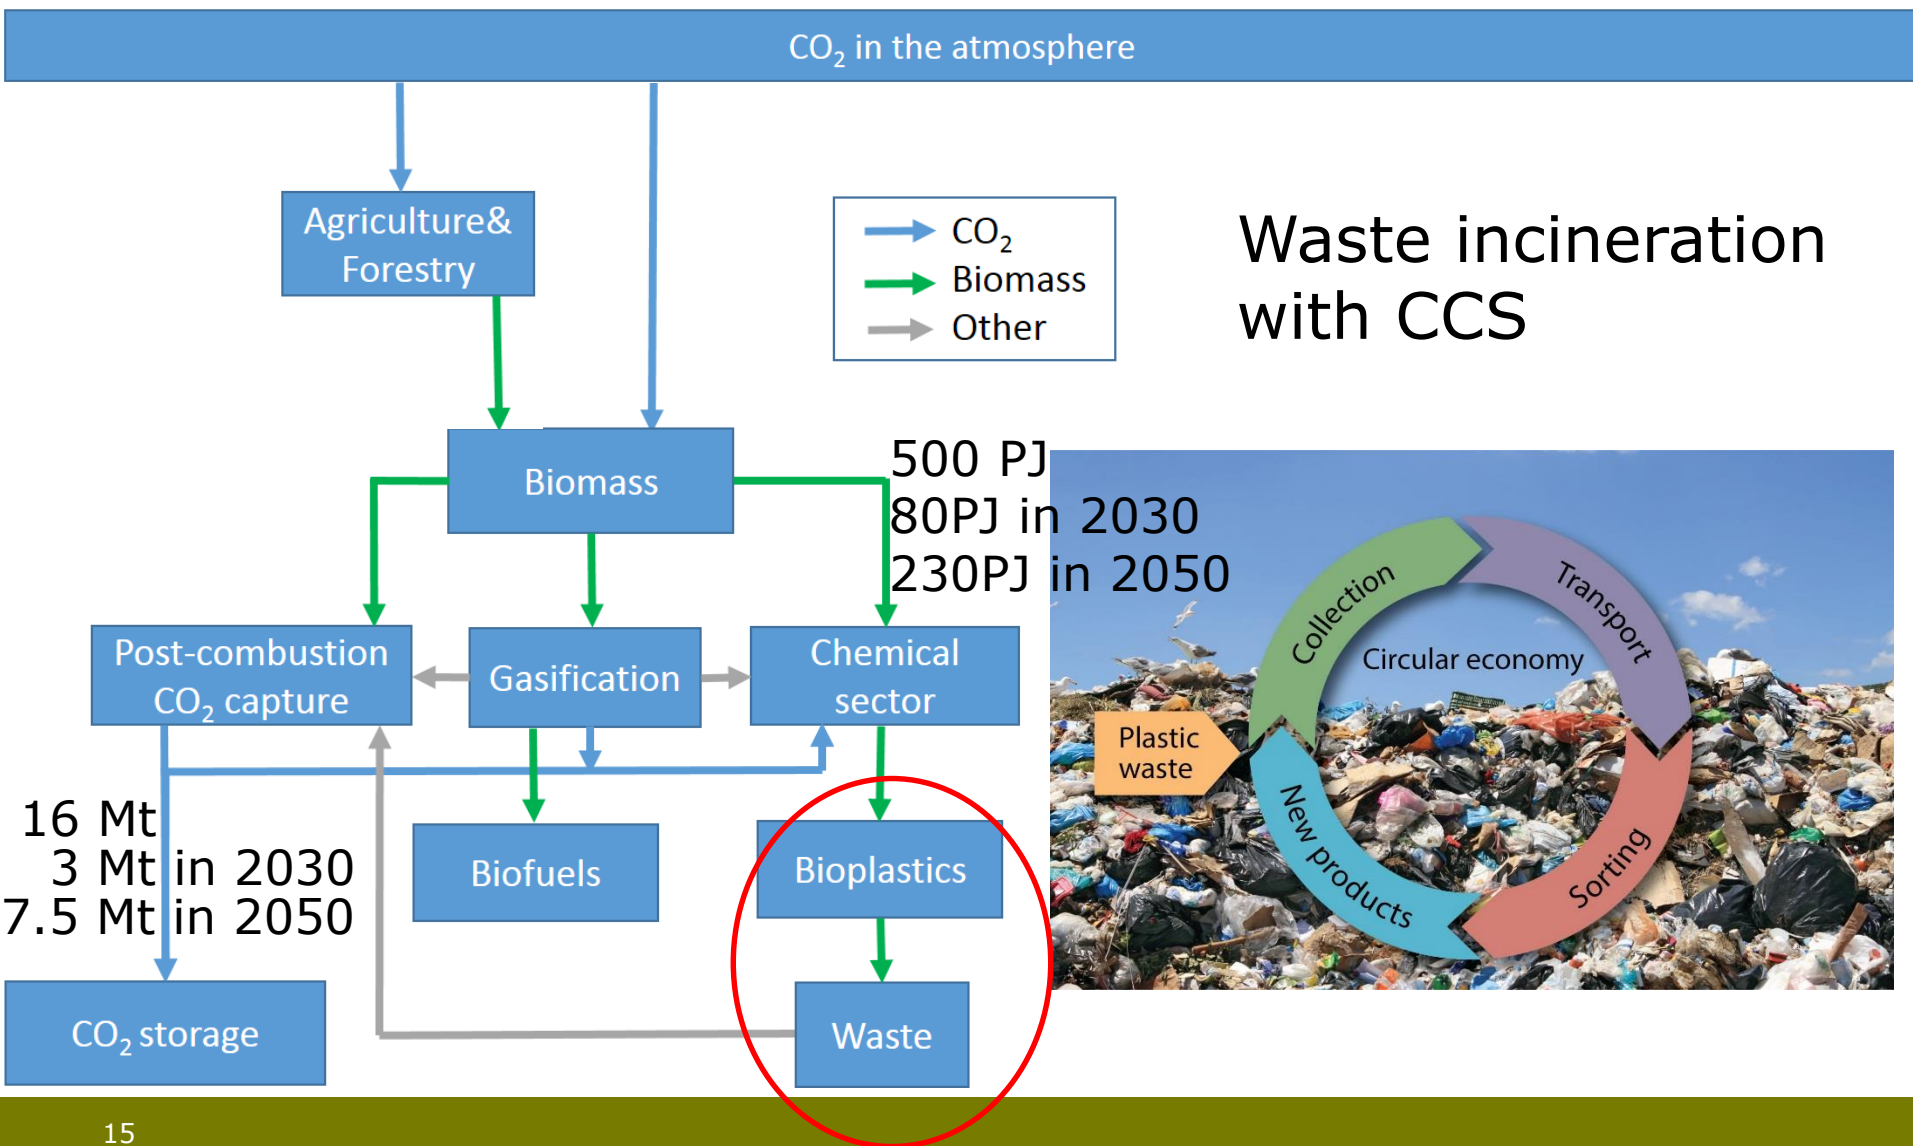 CO₂ in the atmosphere
Agriculture&
Forestry
CO₂
Biomass
Other
Waste incineration
with CCS
Biomass
500 PJ
80PJ in 2030
230PJ in 2050
Post-combustion
CO₂ capture
Gasification
Chemical
sector
Collection
Transport
Circular economy
Plastic
waste
New products
Sorting
16 Mt
3 Mt in 2030
7.5 Mt in 2050
Biofuels
Bioplastics
CO₂ storage
Waste
15